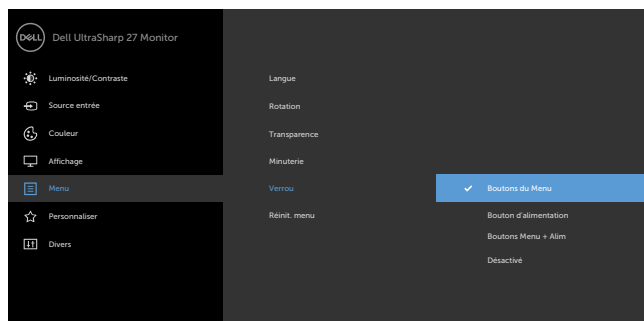 DELL Dell UltraSharp 27 Monitor
Luminosité/Contraste
Source entrée
Couleur
Affichage
Menu
Personnaliser
Divers
Langue
Rotation
Transparence
Minuterie
Verrou
Réinit. menu
Boutons du Menu
Bouton d'alimentation
Boutons Menu + Alim
Désactivé